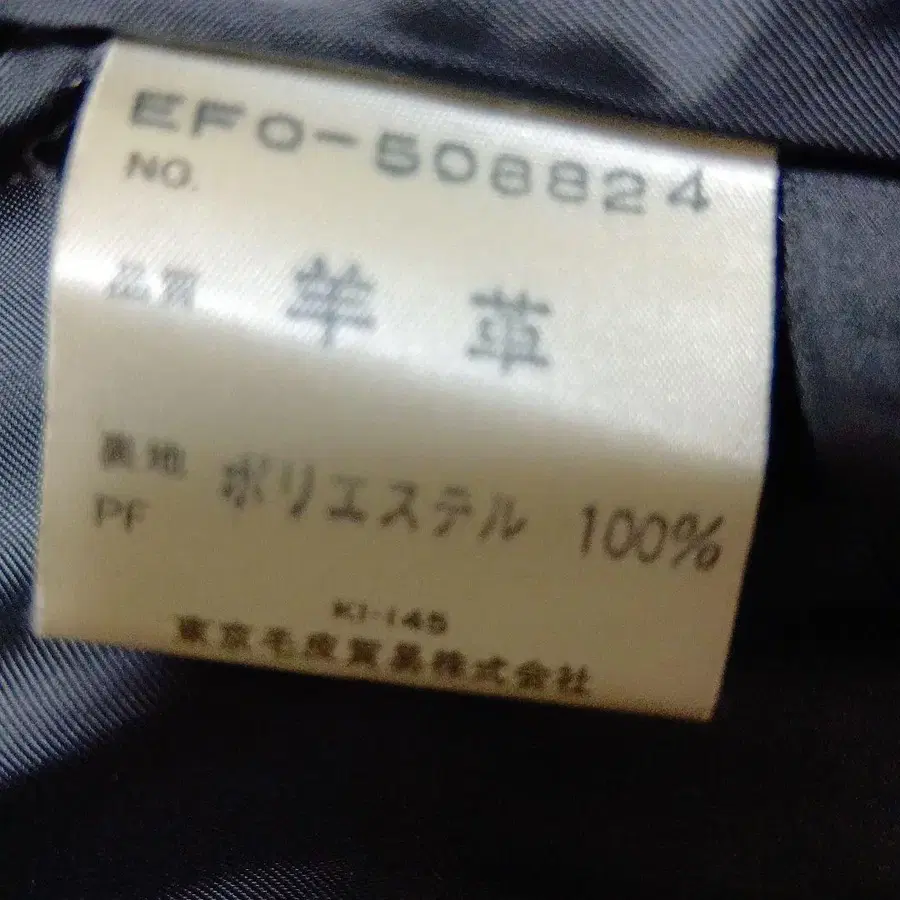 EFO-508824
NO.
品質 羊 革
裏地 ポリエステル 100%
PF
KI-145
東京毛皮貿易株式会社